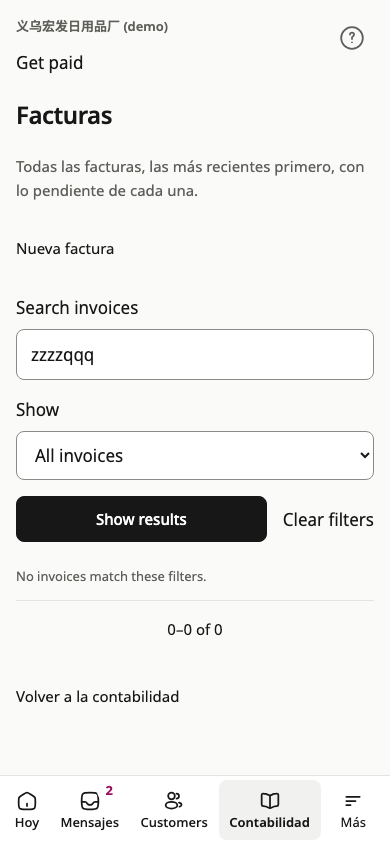 义乌宏发日用品厂 (demo)
Get paid
Facturas
Todas las facturas, las más recientes primero, con
lo pendiente de cada una.
Nueva factura
Search invoices
zzzzqqq
Show
All invoices
Show results
Clear filters
No invoices match these filters.
0–0 of 0
Volver a la contabilidad
2
Hoy
Mensajes
Customers
Contabilidad
Más